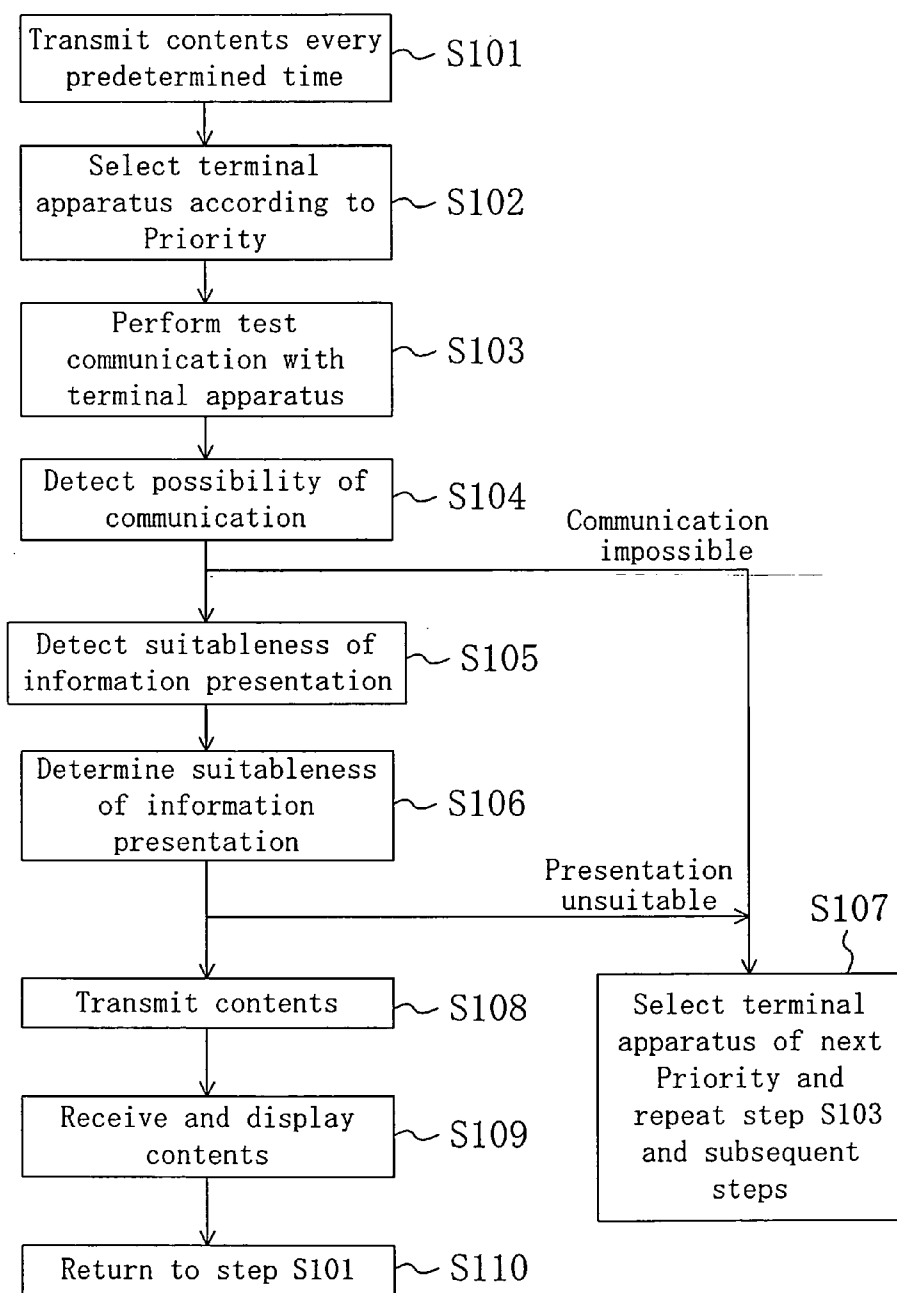 Transmit contents every
predetermined time
S101
Select terminal
apparatus according to
Priority
S102
Perform test
communication with
terminal apparatus
S103
Detect possibility of
communication
S104
Communication
impossible
Detect suitableness of
information presentation
S105
Determine suitableness
of information
presentation
S106
Presentation
unsuitable
S107
Select terminal
apparatus of next
Priority and
repeat step S103
and subsequent
steps
Transmit contents
S108
Receive and display
contents
S109
Return to step S101
S110